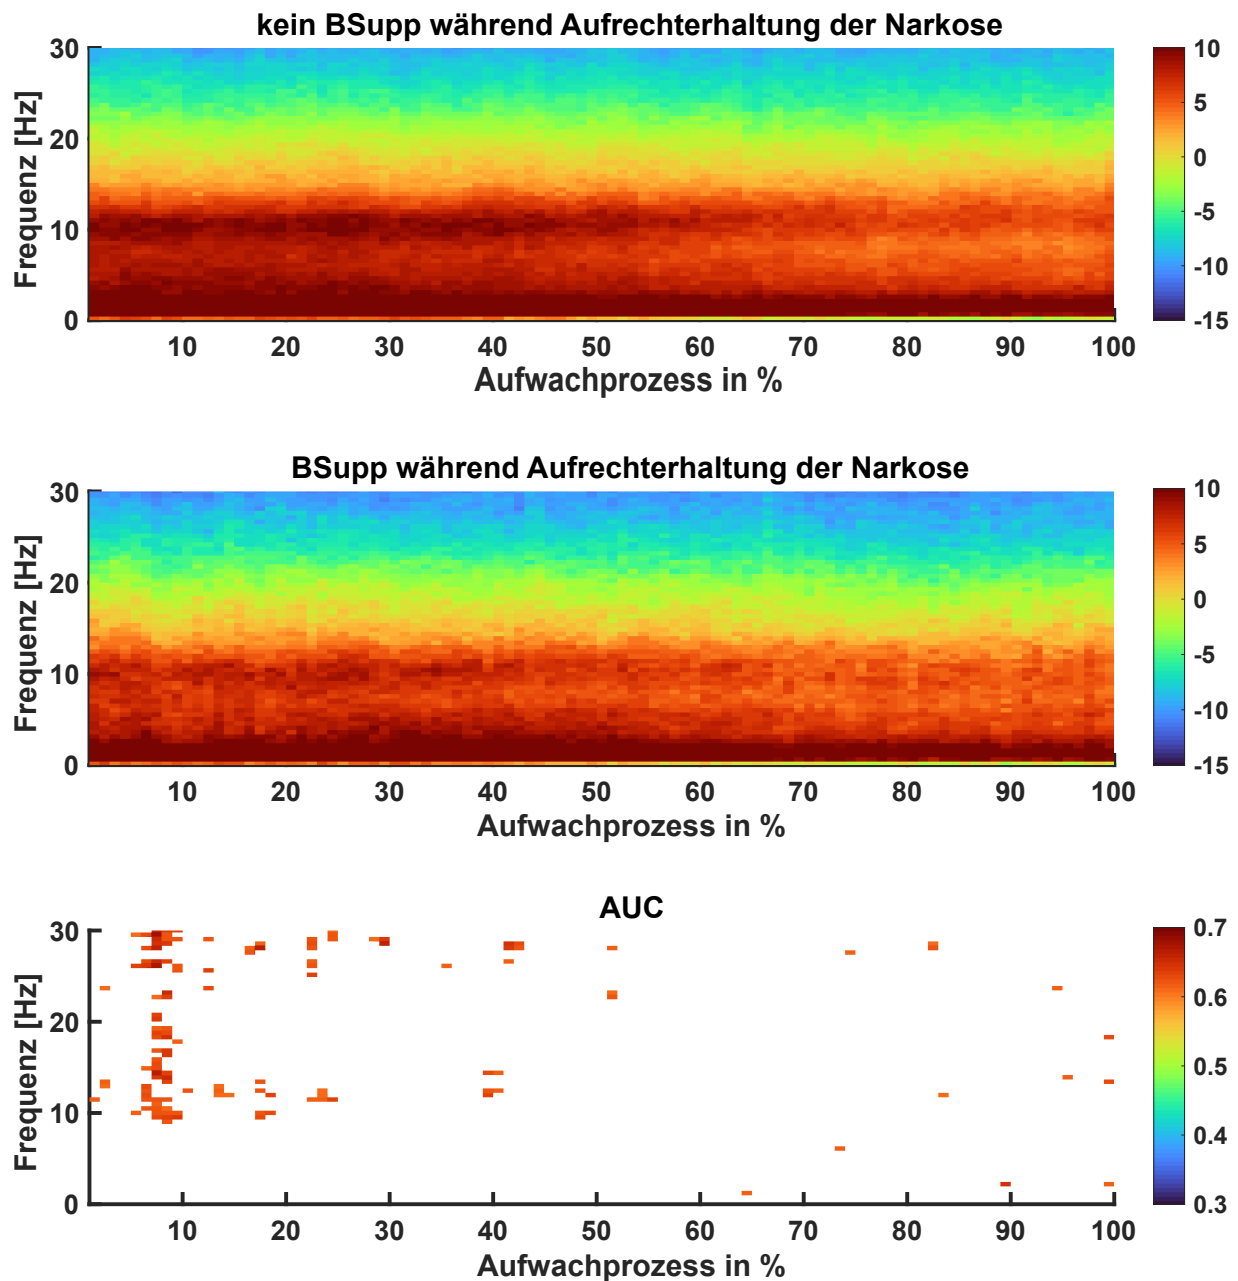 kein BSupp während Aufrechterhaltung der Narkose
30
20
10
0
Frequenz [Hz]
10 20 30 40 50 60 70 80 90 100
Aufwachprozess in %
10
5
0
-5
-10
-15
BSupp während Aufrechterhaltung der Narkose
30
20
10
0
Frequenz [Hz]
10 20 30 40 50 60 70 80 90 100
Aufwachprozess in %
10
5
0
-5
-10
-15
AUC
30
20
10
0
Frequenz [Hz]
10 20 30 40 50 60 70 80 90 100
Aufwachprozess in %
0.7
0.6
0.5
0.4
0.3